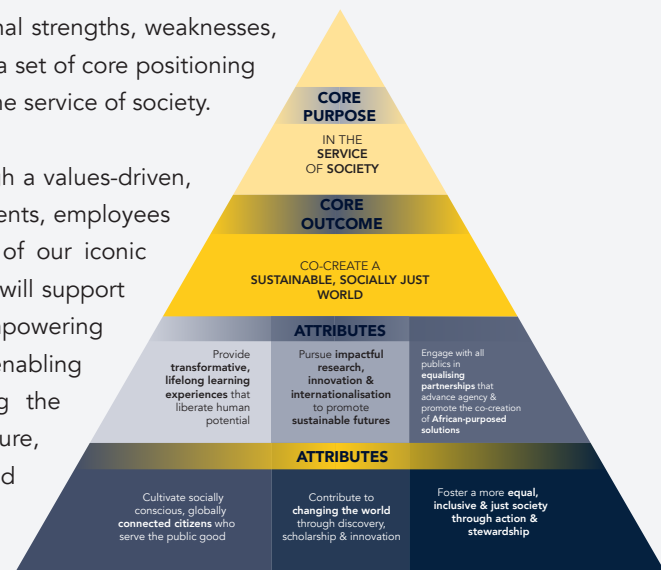 nal strengths, weaknesses,
a set of core positioning
he service of society.
h a values-driven,
ents, employees
of our iconic
will support
powering
enabling
g the
ure,
d
CORE
PURPOSE
IN THE
SERVICE
OF SOCIETY
CORE
OUTCOME
CO-CREATE A
SUSTAINABLE, SOCIALLY JUST
WORLD
ATTRIBUTES
Provide
transformative,
lifelong learning
experiences that
liberate human
potential
Pursue impactful
research,
innovation &
internationalisation
to promote
sustainable futures
Engage with all
publics in
equalising
partnerships that
advance agency &
promote the co-creation
of African-purposed
solutions
ATTRIBUTES
Cultivate socially
conscious, globally
connected citizens who
serve the public good
Contribute to
changing the world
through discovery,
scholarship & innovation
Foster a more equal,
inclusive & just society
through action &
stewardship